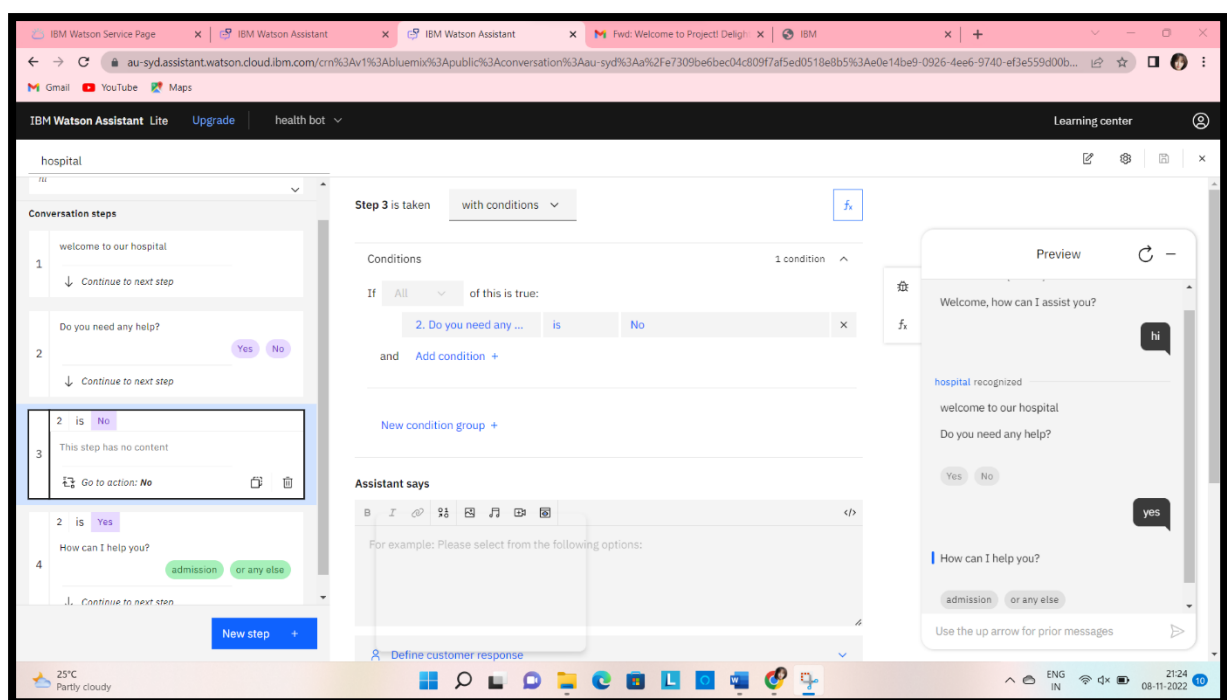 IBM Watson Service Page
IBM Watson Assistant
IBM Watson Assistant
Fwd: Welcome to Project! Deligh
IBM
au-syd.assistant.watson.cloud.ibm.com/crn%3Av1%3Abluemix%3Apublic%3Aconversation%3Aau-syd%3Aa%2Fe7309be6bec04c809f7af5ed0518e8b5%3Ae0e14be9-0926-4ee6-9740-ef3e559d00b...
Gmail YouTube Maps
IBM Watson Assistant Lite Upgrade health bot Learning center
hospital
Conversation steps
1
welcome to our hospital
Continue to next step
2
Do you need any help?
Yes No
Continue to next step
3
2 is No
This step has no content
Go to action: No
4
2 is Yes
How can I help you?
admission or any else
Continue to next step
New step +
Step 3 is taken with conditions
fx
Conditions 1 condition
If All of this is true:
2. Do you need any ... is No
and Add condition +
New condition group +
Assistant says
B I </>
For example: Please select from the following options:
Define customer response
fx
Preview
Welcome, how can I assist you?
hi
hospital recognized
welcome to our hospital
Do you need any help?
Yes No
yes
How can I help you?
admission or any else
Use the up arrow for prior messages
25°C
Partly cloudy
L
ENG
IN
21:24
08-11-2022
10